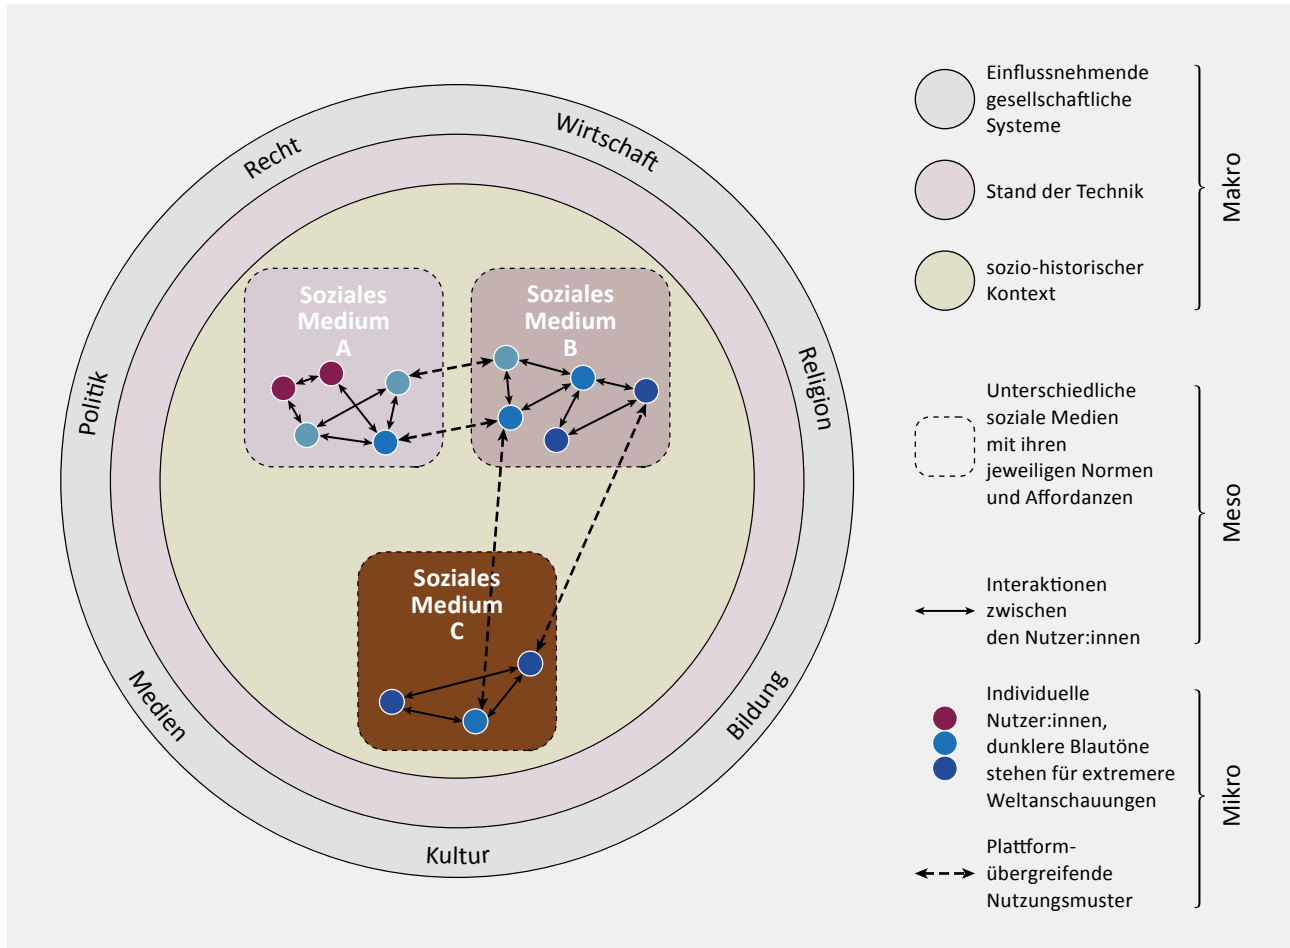 Recht
Wirtschaft
Politik
Religion
Medien
Bildung
Kultur
Soziales
Medium
A
Soziales
Medium
B
Soziales
Medium
C
Einflussnehmende
gesellschaftliche
Systeme
Stand der Technik
sozio-historischer
Kontext
Makro
Unterschiedliche
soziale Medien
mit ihren
jeweiligen Normen
und Affordanzen
Interaktionen
zwischen
den Nutzer:innen
Meso
Individuelle
Nutzer:innen,
dunklere Blautöne
stehen für extremere
Weltanschauungen
Plattform-
übergreifende
Nutzungsmuster
Mikro